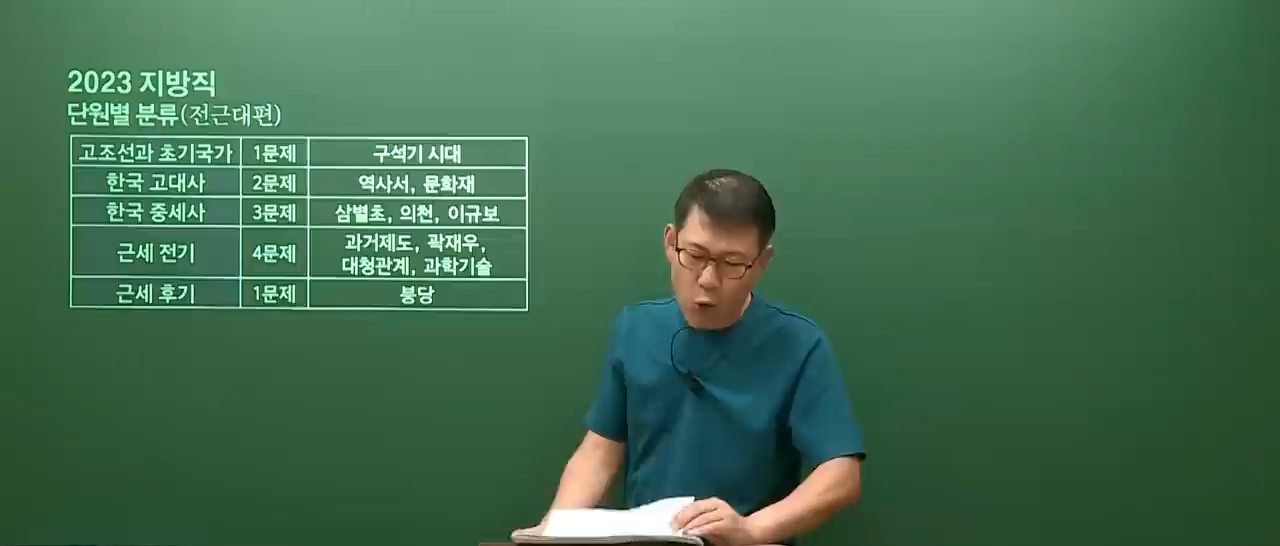 2023 지방직
단원별 분류(전근대편)
고조선과 초기국가 1문제 구석기 시대
한국 고대사 2문제 역사서, 문화재
한국 중세사 3문제 삼별초, 의천, 이규보
근세 전기 4문제 과거제도, 곽재우,
대청관계, 과학기술
근세 후기 1문제 붕당